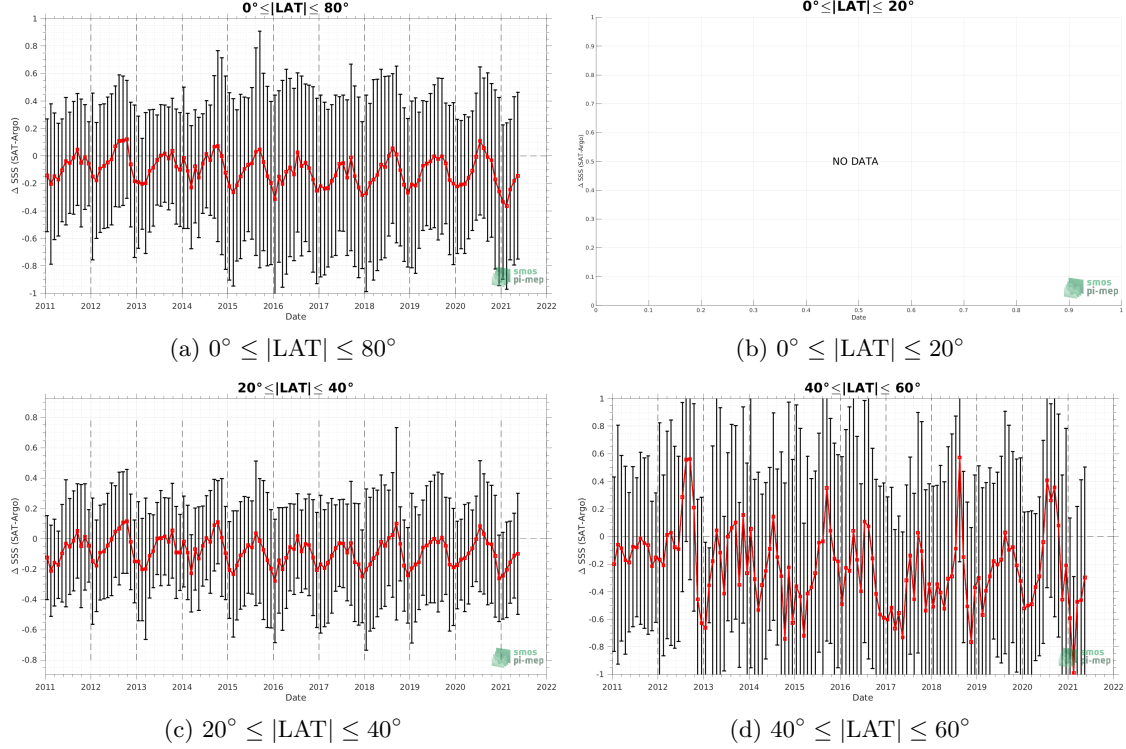 0°≤|LAT|≤ 80°
1
0.8
0.6
0.4
0.2
0
-0.2
-0.4
-0.6
-0.8
-1
Δ SSS (SAT-Argo)
2011 2012 2013 2014 2015 2016 2017 2018 2019 2020 2021 2022
Date
smos
pi-mep
(a) 0° ≤ |LAT| ≤ 80°
0°≤|LAT|≤ 20°
1
0.9
0.8
0.7
0.6
0.5
0.4
0.3
0.2
0.1
0
Δ SSS (SAT-Argo)
NO DATA
0 0.1 0.2 0.3 0.4 0.5 0.6 0.7 0.8 0.9 1
Date
smos
pi-mep
(b) 0° ≤ |LAT| ≤ 20°
20°≤|LAT|≤ 40°
0.8
0.6
0.4
0.2
0
-0.2
-0.4
-0.6
-0.8
Δ SSS (SAT-Argo)
2011 2012 2013 2014 2015 2016 2017 2018 2019 2020 2021 2022
Date
smos
pi-mep
(c) 20° ≤ |LAT| ≤ 40°
40°≤|LAT|≤ 60°
1
0.8
0.6
0.4
0.2
0
-0.2
-0.4
-0.6
-0.8
-1
Δ SSS (SAT-Argo)
2011 2012 2013 2014 2015 2016 2017 2018 2019 2020 2021 2022
Date
smos
pi-mep
(d) 40° ≤ |LAT| ≤ 60°